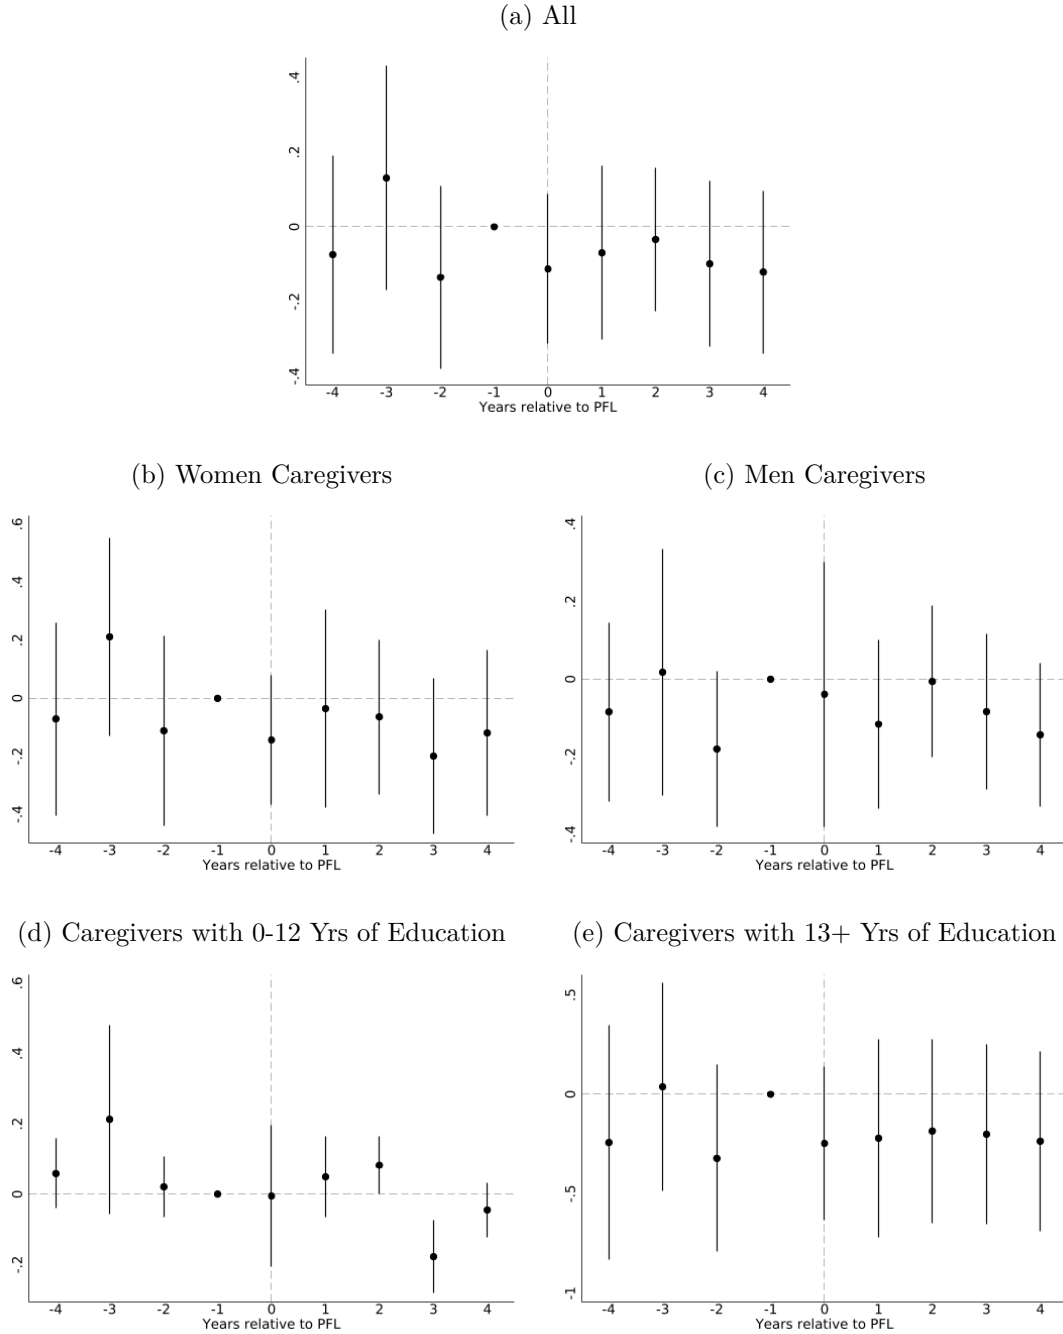 (a) All
.4
.2
0
-.2
-.4
-4 -3 -2 -1 0 1 2 3 4
Years relative to PFL
(b) Women Caregivers
.6
.4
.2
0
-.2
-.4
-4 -3 -2 -1 0 1 2 3 4
Years relative to PFL
(c) Men Caregivers
.4
.2
0
-.2
-.4
-4 -3 -2 -1 0 1 2 3 4
Years relative to PFL
(d) Caregivers with 0-12 Yrs of Education
.6
.4
.2
0
-.2
-4 -3 -2 -1 0 1 2 3 4
Years relative to PFL
(e) Caregivers with 13+ Yrs of Education
.5
0
-.5
-1
-4 -3 -2 -1 0 1 2 3 4
Years relative to PFL